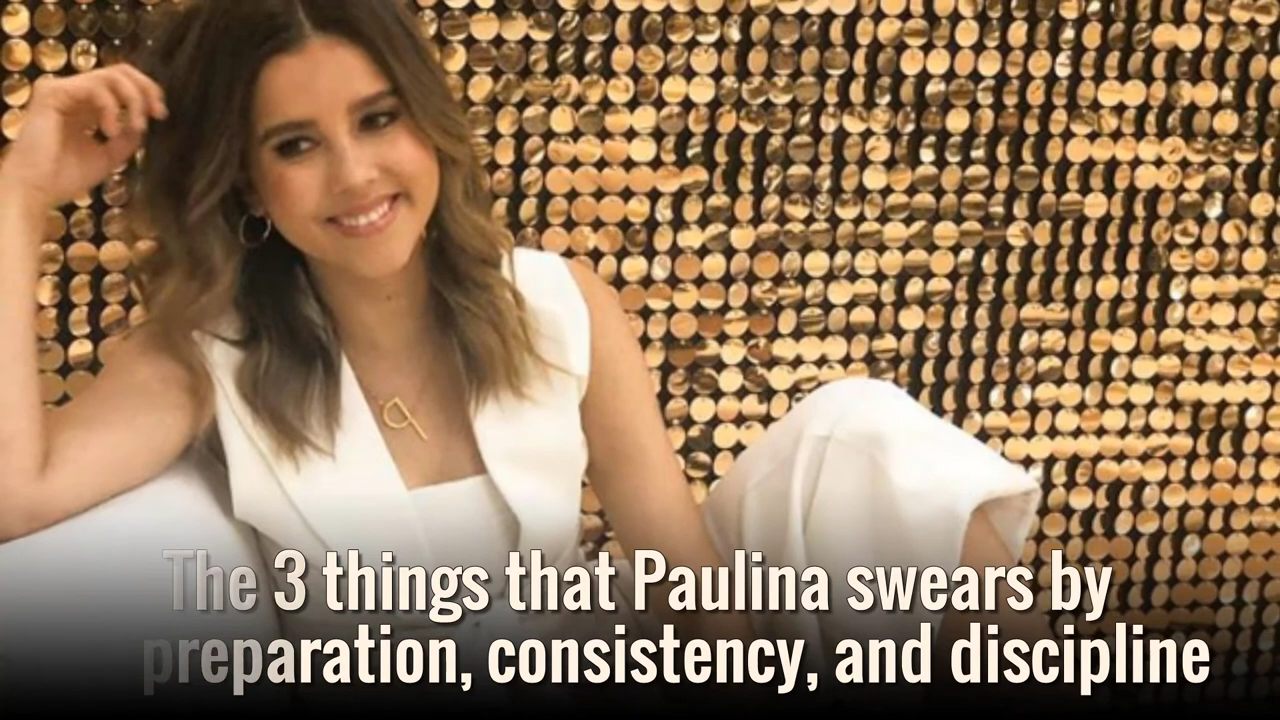 The 3 things that Paulina swears by
preparation, consistency, and discipline